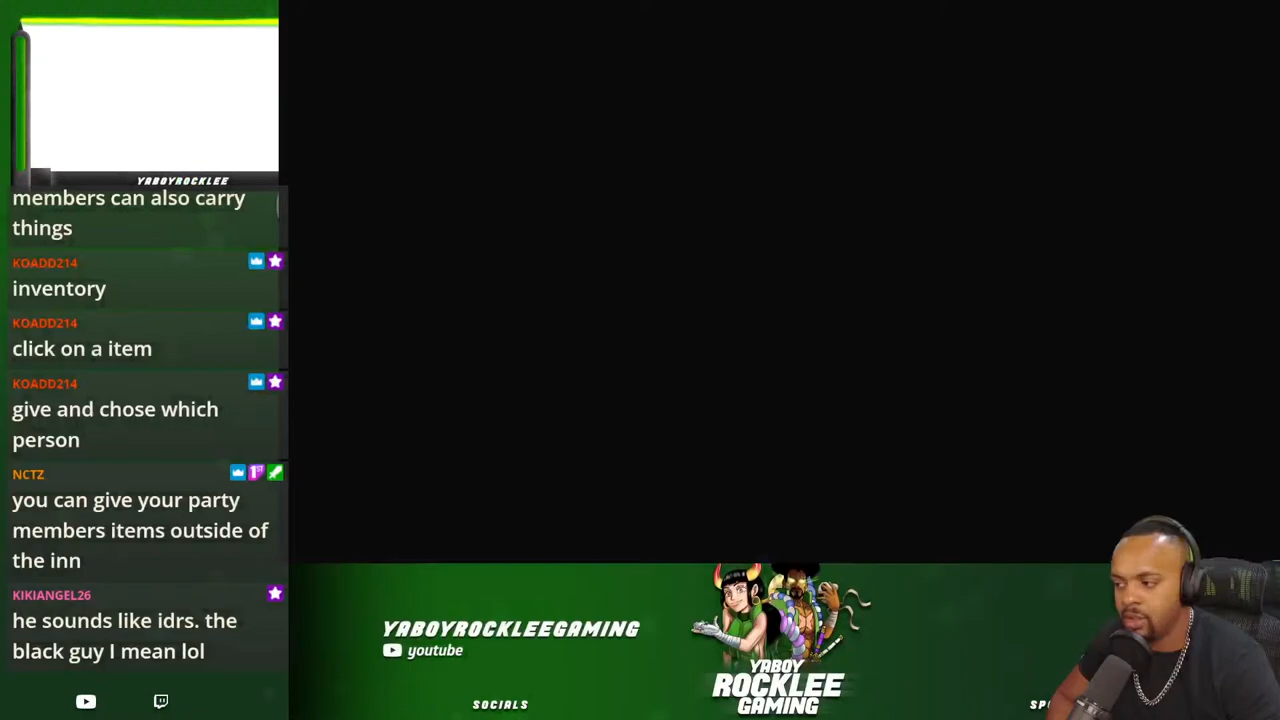 YABOYROCKLEE
members can also carry
things
KOADD214
inventory
KOADD214
click on a item
KOADD214
give and chose which
person
NCTZ
1ST
you can give your party
members items outside of
the inn
KIKIANGEL26
he sounds like idrs. the
black guy I mean lol
YABOYROCKLEEGAMING
youtube
YABOY
ROCKLEE
GAMING
SOCIALS